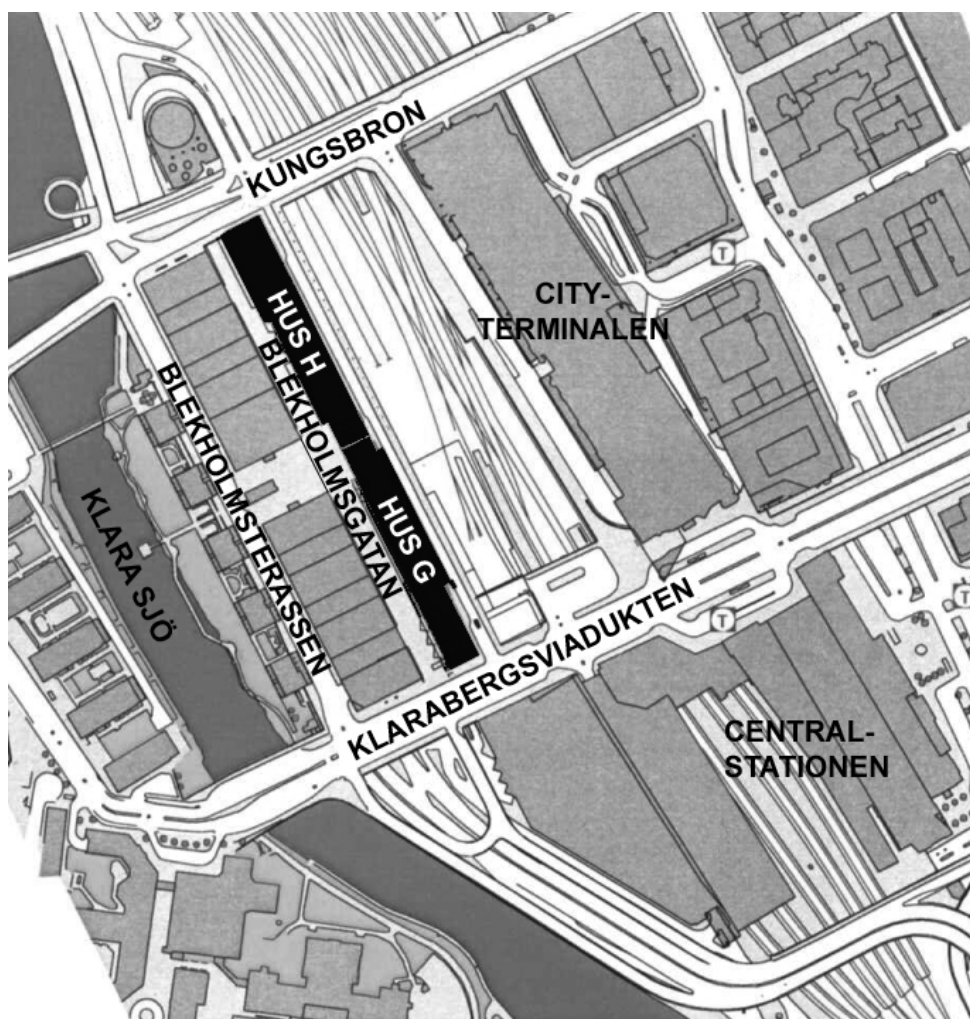 KUNGSBRON
T
HUS H
CITY-
TERMINALEN
BLEKHOLMSGATAN
BLEKHOLMSTERASSEN
KLARA SJÖ
HUS G
KLARABERGSVIADUKTEN
T
T
CENTRAL-
STATIONEN